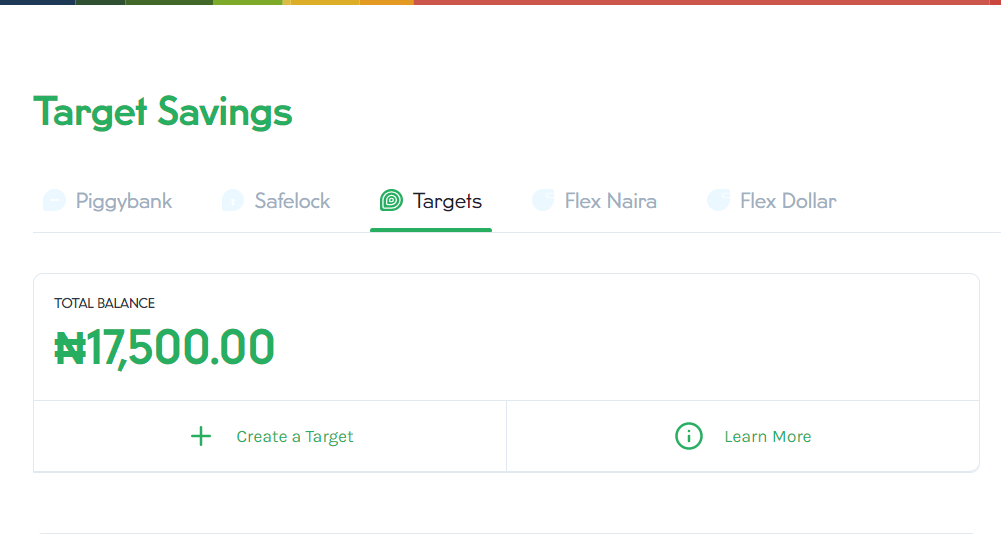 Target Savings
Piggybank Safelock Targets Flex Naira Flex Dollar
TOTAL BALANCE
₦17,500.00
Create a Target Learn More